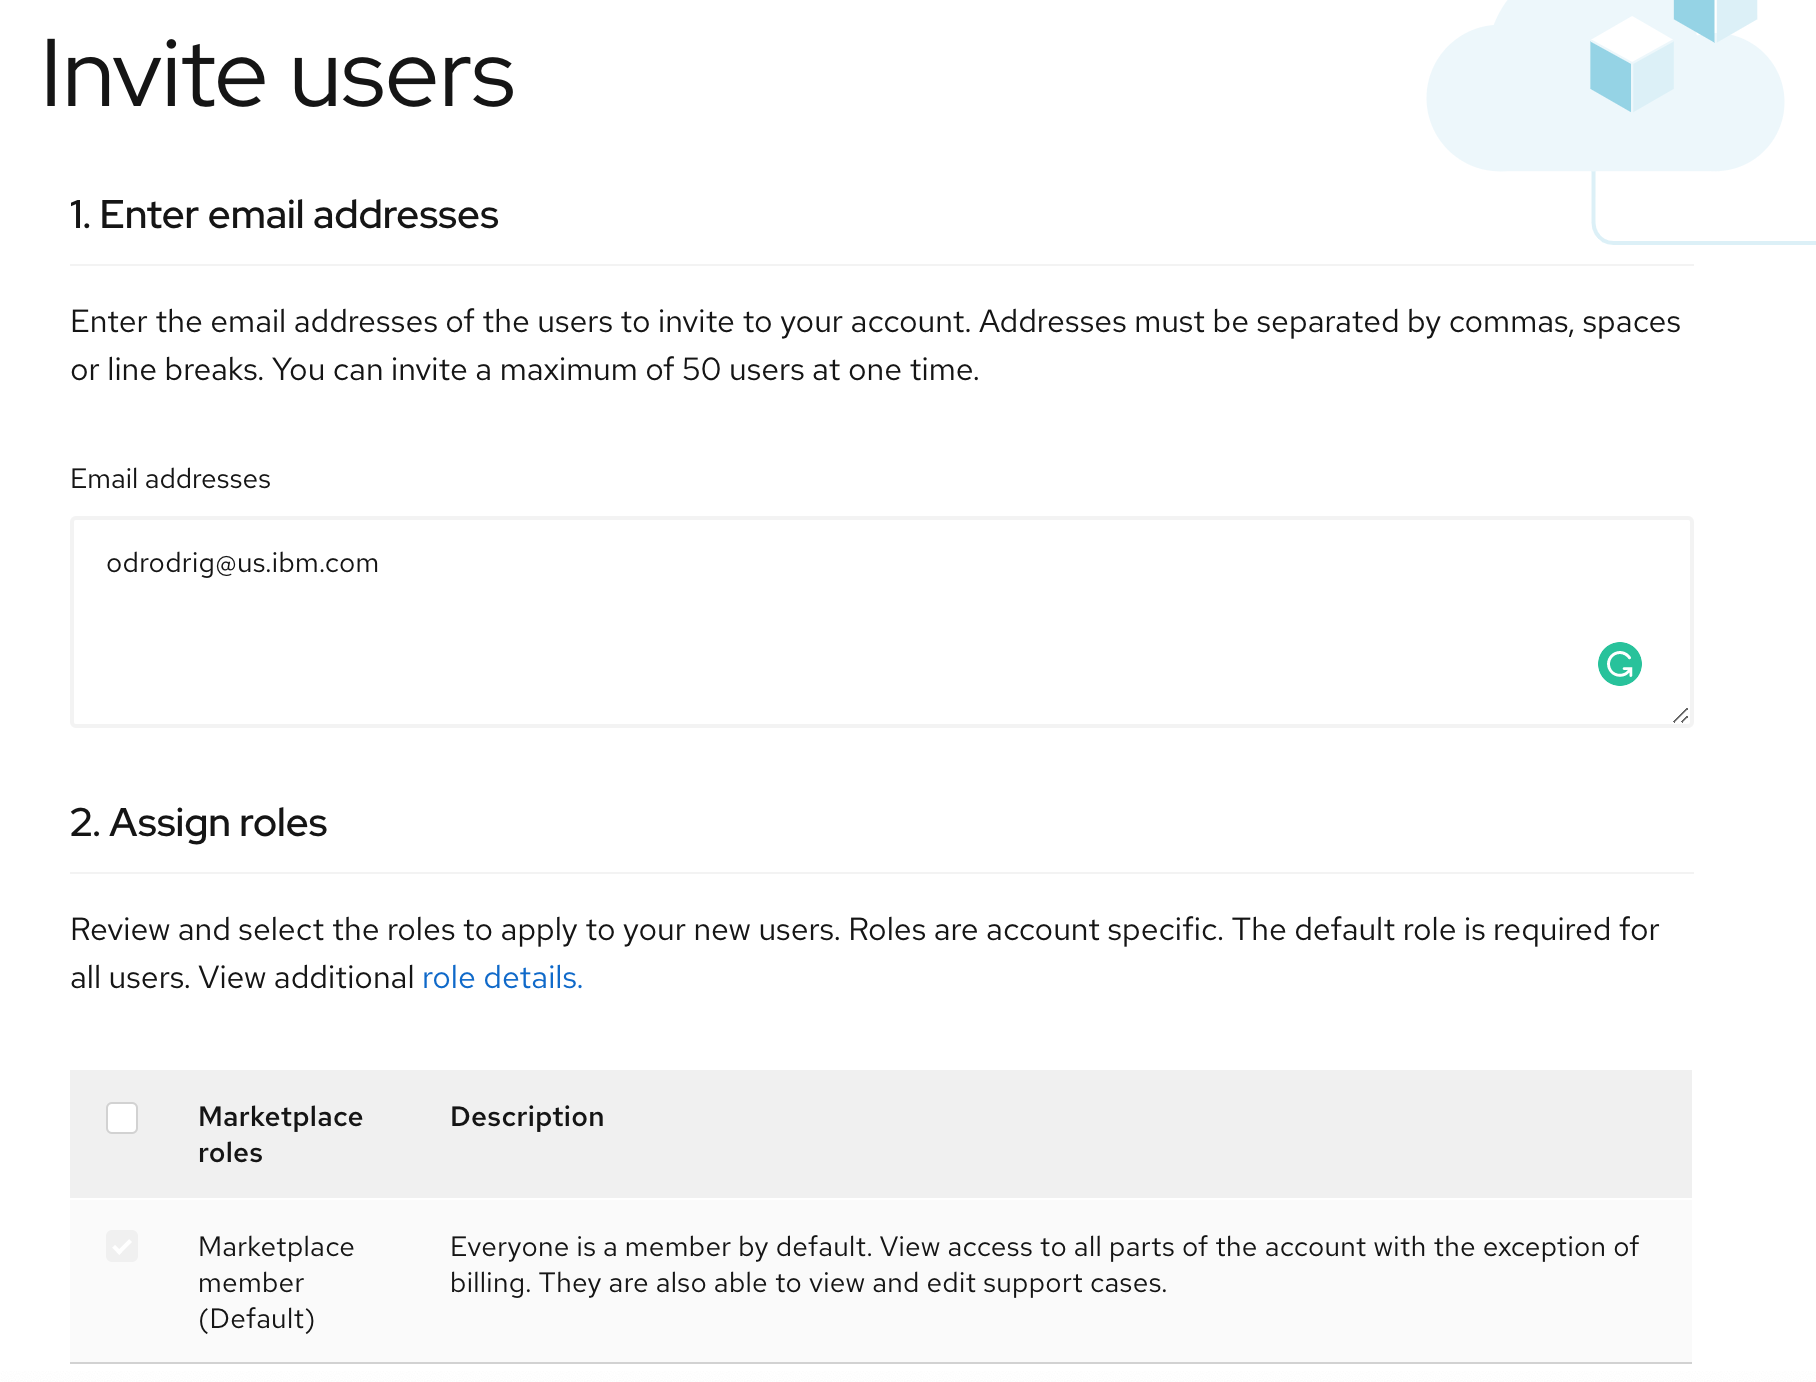 Invite users
1. Enter email addresses
Enter the email addresses of the users to invite to your account. Addresses must be separated by commas, spaces
or line breaks. You can invite a maximum of 50 users at one time.
Email addresses
odrodrig@us.ibm.com
2. Assign roles
Review and select the roles to apply to your new users. Roles are account specific. The default role is required for
all users. View additional role details.
Marketplace
roles
Description
Marketplace
member
(Default)
Everyone is a member by default. View access to all parts of the account with the exception of
billing. They are also able to view and edit support cases.